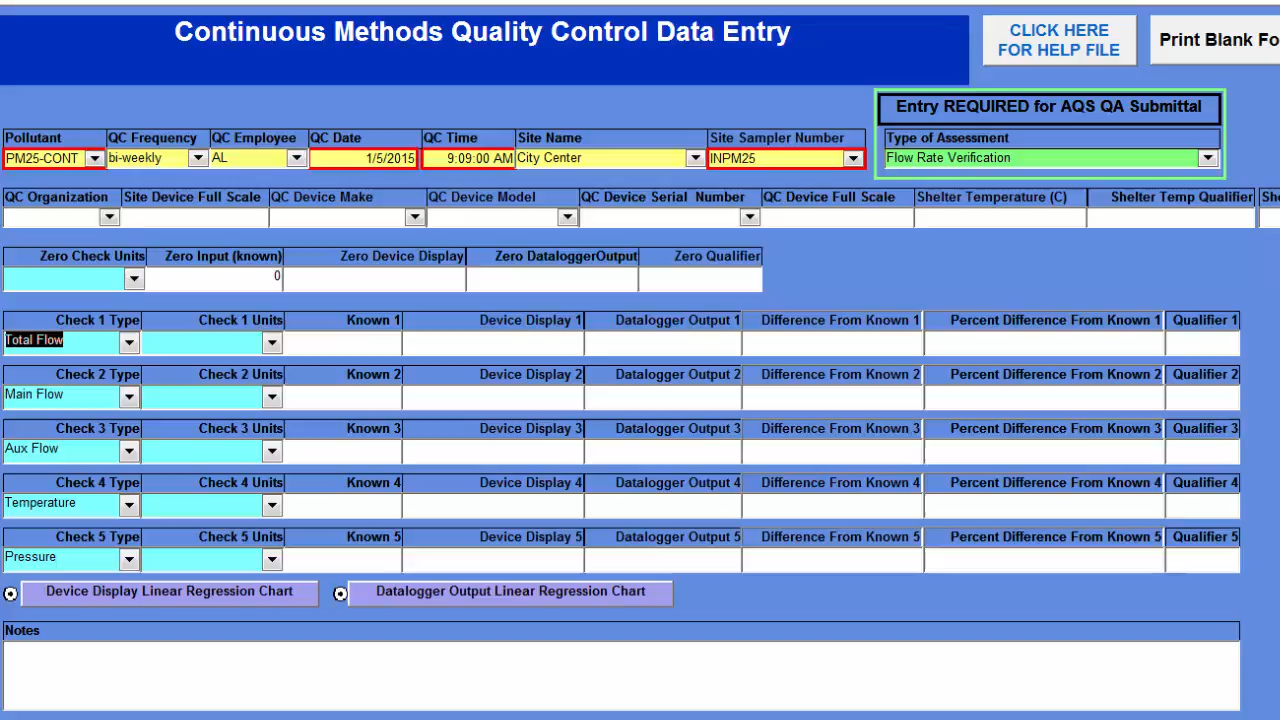 Continuous Methods Quality Control Data Entry
CLICK HERE
FOR HELP FILE
Print Blank Fo
Entry REQUIRED for AQS QA Submittal
Pollutant QC Frequency QC Employee QC Date QC Time Site Name Site Sampler Number Type of Assessment
PM25-CONT bi-weekly AL 1/5/2015 9:09:00 AM City Center INPM25 Flow Rate Verification
QC Organization Site Device Full Scale QC Device Make QC Device Model QC Device Serial Number QC Device Full Scale Shelter Temperature (C) Shelter Temp Qualifier She
Zero Check Units Zero Input (known) Zero Device Display Zero DataloggerOutput Zero Qualifier
0
Check 1 Type Check 1 Units Known 1 Device Display 1 Datalogger Output 1 Difference From Known 1 Percent Difference From Known 1 Qualifier 1
Total Flow
Check 2 Type Check 2 Units Known 2 Device Display 2 Datalogger Output 2 Difference From Known 2 Percent Difference From Known 2 Qualifier 2
Main Flow
Check 3 Type Check 3 Units Known 3 Device Display 3 Datalogger Output 3 Difference From Known 3 Percent Difference From Known 3 Qualifier 3
Aux Flow
Check 4 Type Check 4 Units Known 4 Device Display 4 Datalogger Output 4 Difference From Known 4 Percent Difference From Known 4 Qualifier 4
Temperature
Check 5 Type Check 5 Units Known 5 Device Display 5 Datalogger Output 5 Difference From Known 5 Percent Difference From Known 5 Qualifier 5
Pressure
Device Display Linear Regression Chart Datalogger Output Linear Regression Chart
Notes